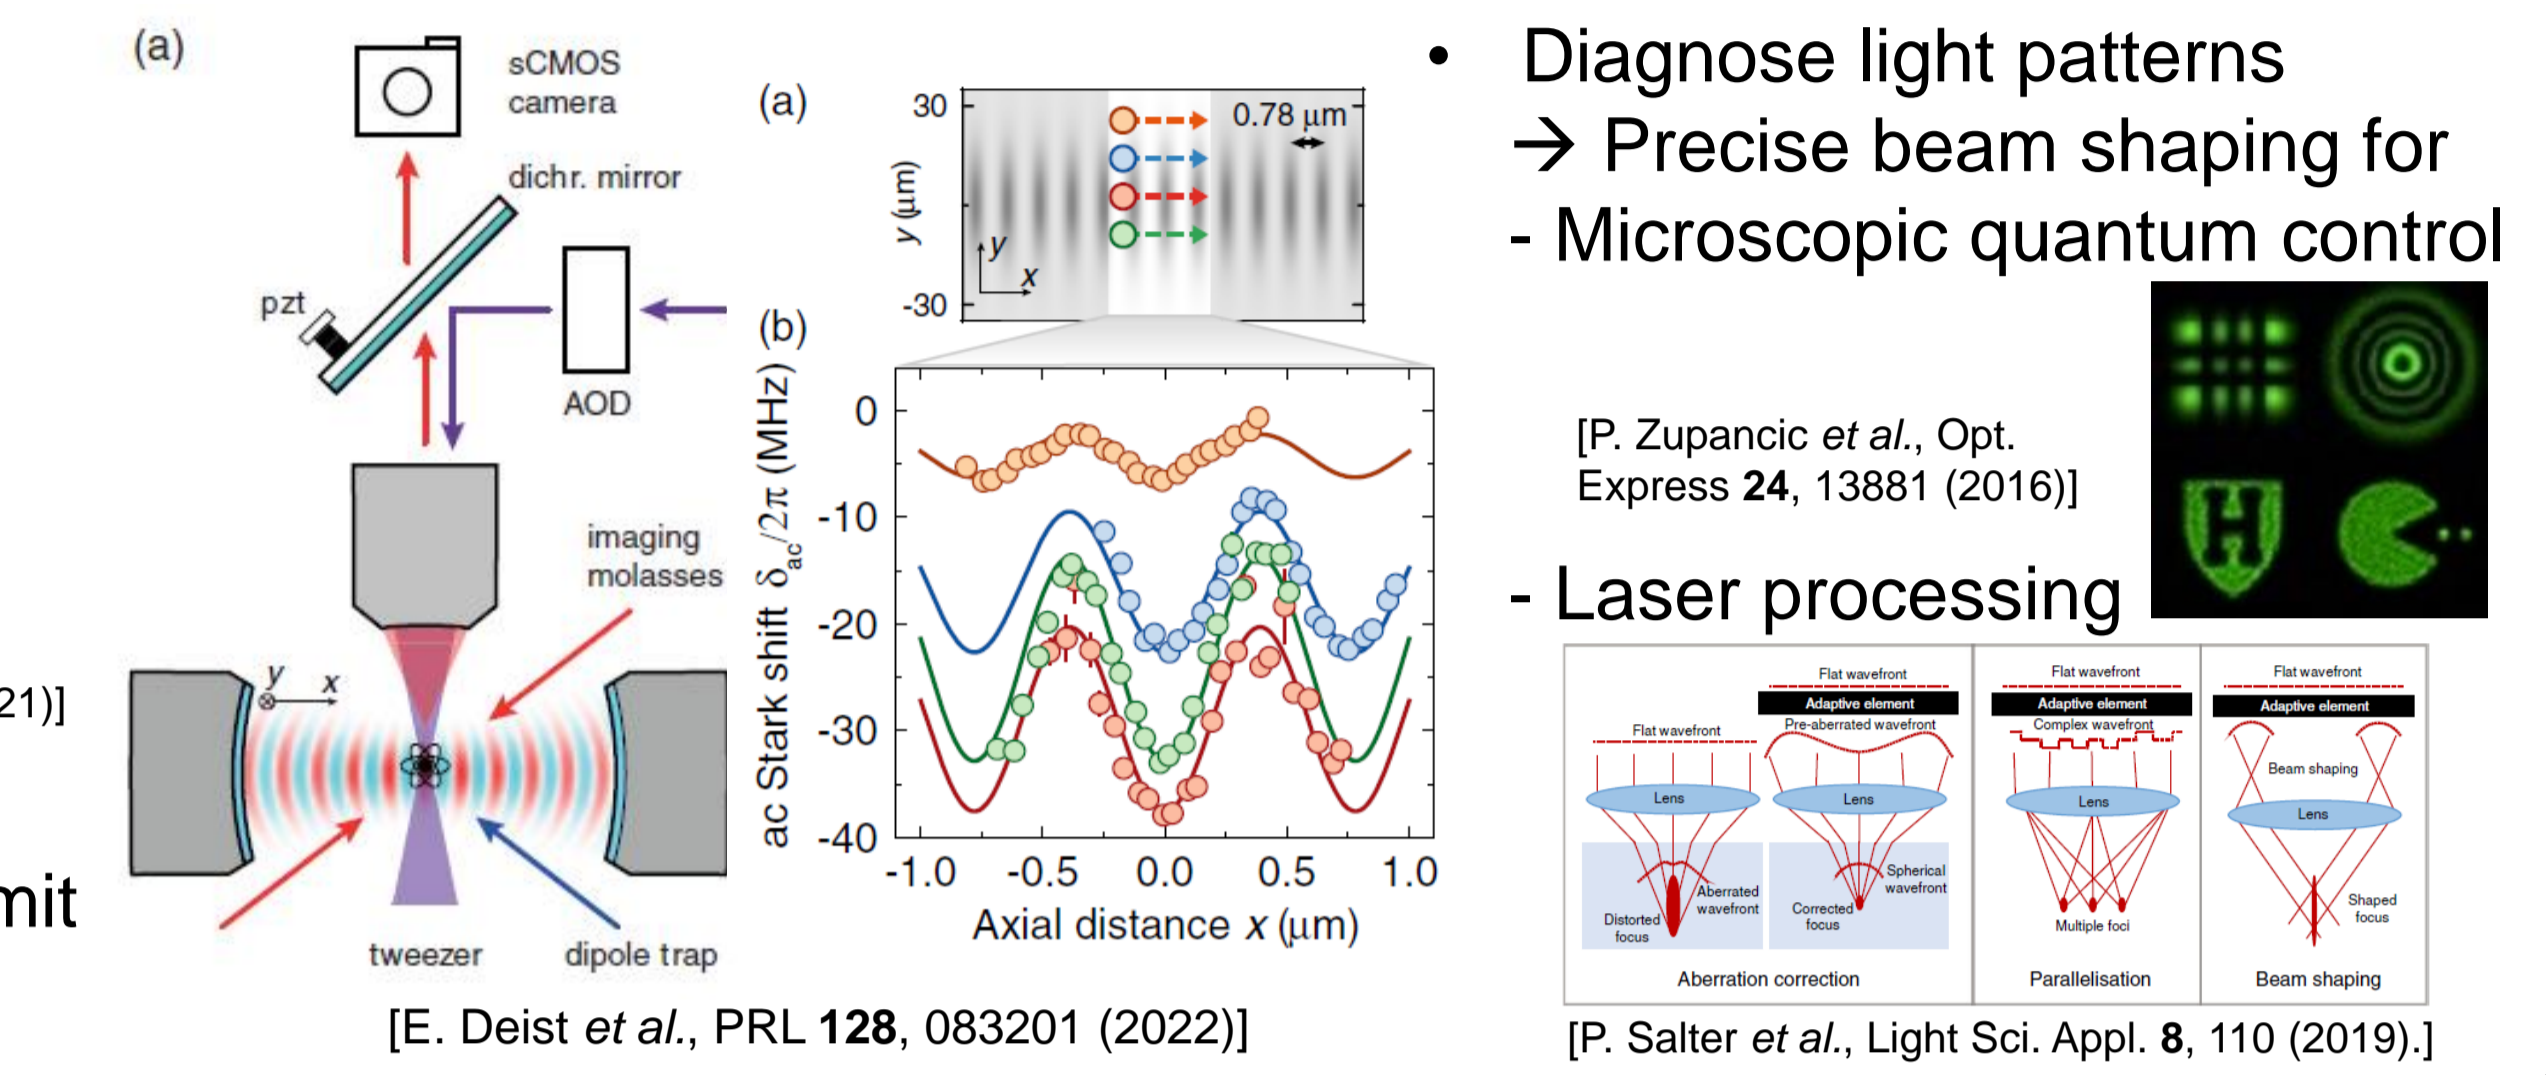 (a)
sCMOS
camera
dichr. mirror
pzt
AOD
imaging
molasses
y
x
tweezer
dipole trap
21)]
mit
(a)
30
-30
y (μm)
0.78 μm
y
x
(b)
ac Stark shift δac/2π (MHz)
0
-10
-20
-30
-40
-1.0 -0.5 0.0 0.5 1.0
Axial distance x (μm)
[E. Deist et al., PRL 128, 083201 (2022)]
• Diagnose light patterns
→ Precise beam shaping for
- Microscopic quantum control
[P. Zupancic et al., Opt.
Express 24, 13881 (2016)]
H
- Laser processing
Flat wavefront
Lens
Distorted
focus
Aberrated
wavefront
Flat wavefront
Adaptive element
Pre-aberrated wavefront
Lens
Corrected
focus
Spherical
wavefront
Aberration correction
Flat wavefront
Adaptive element
Complex wavefront
Lens
Multiple foci
Parallelisation
Flat wavefront
Adaptive element
Beam shaping
Lens
Shaped
focus
Beam shaping
[P. Salter et al., Light Sci. Appl. 8, 110 (2019).]